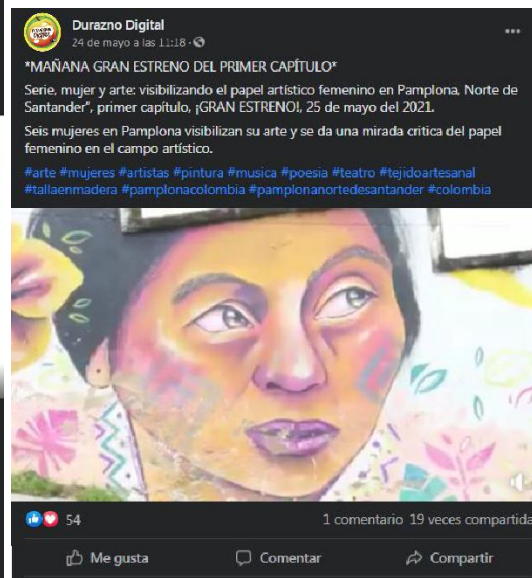 Durazno Digital
24 de mayo a las 11:18 ·
*MAÑANA GRAN ESTRENO DEL PRIMER CAPÍTULO*
Serie, mujer y arte: visibilizando el papel artístico femenino en Pamplona, Norte de
Santander", primer capítulo, ¡GRAN ESTRENO!, 25 de mayo del 2021.
Seis mujeres en Pamplona visibilizan su arte y se da una mirada critica del papel
femenino en el campo artístico.
#arte #mujeres #artistas #pintura #musica #poesia #teatro #tejidoartesanal
#tallaenmadera #pamplonacolombia #pamplonanortedesantander #colombia
54
1 comentario 19 veces compartida
Me gusta
Comentar
Compartir